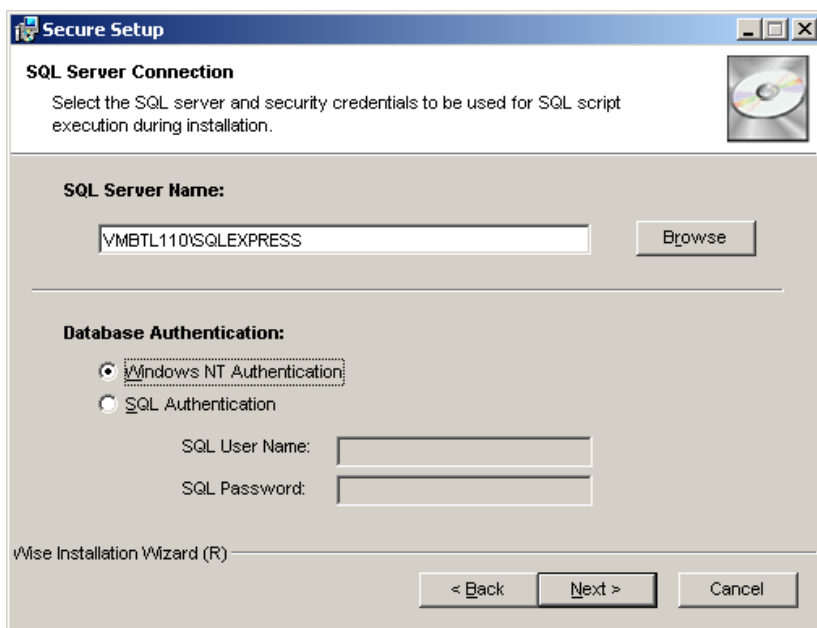 Secure Setup
SQL Server Connection
Select the SQL server and security credentials to be used for SQL script
execution during installation.
SQL Server Name:
VMBTL110\SQLEXPRESS
Browse
Database Authentication:
Windows NT Authentication
SQL Authentication
SQL User Name:
SQL Password:
Wise Installation Wizard (R)
< Back
Next >
Cancel